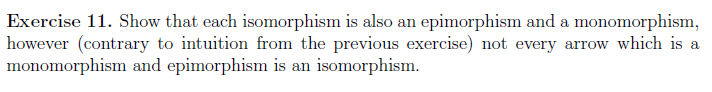 Exercise 11. Show that each isomorphism is also an epimorphism and a monomorphism,
however (contrary to intuition from the previous exercise) not every arrow which is a
monomorphism and epimorphism is an isomorphism.